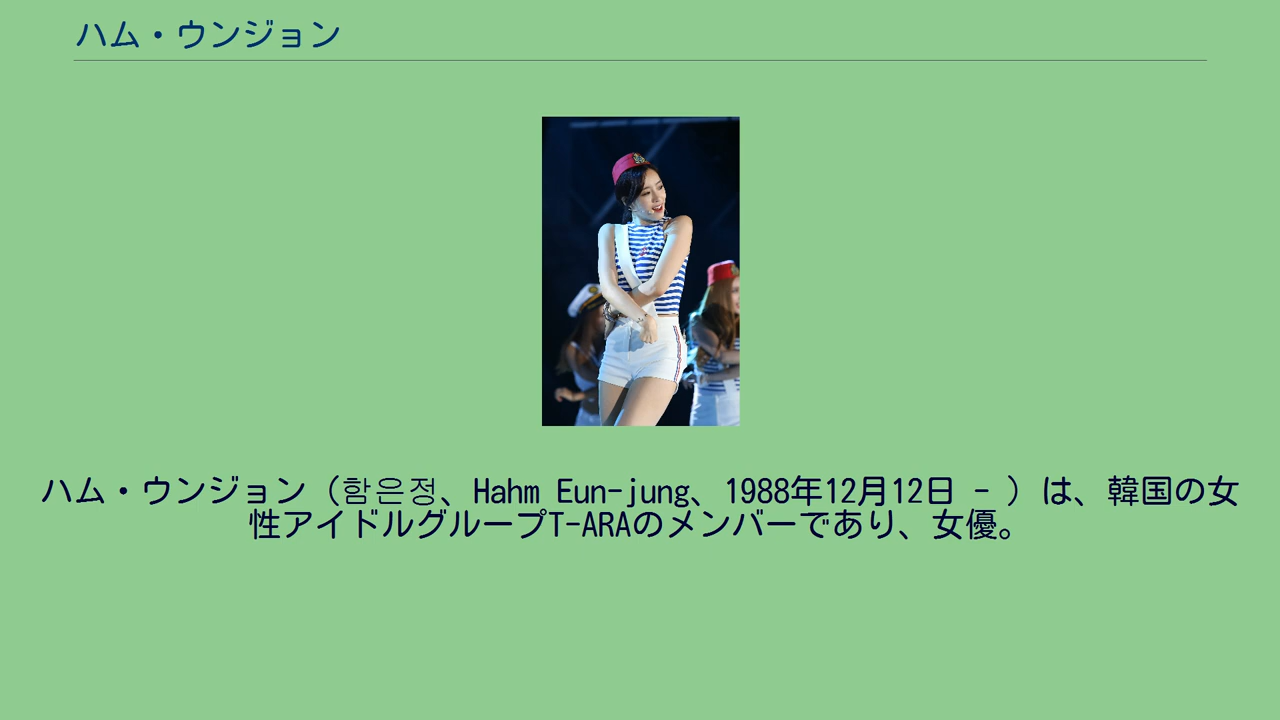 ハム・ウンジョン
ハム・ウンジョン（함은정、Hahm Eun-jung、1988年12月12日 - ）は、韓国の女
性アイドルグループT-ARAのメンバーであり、女優。